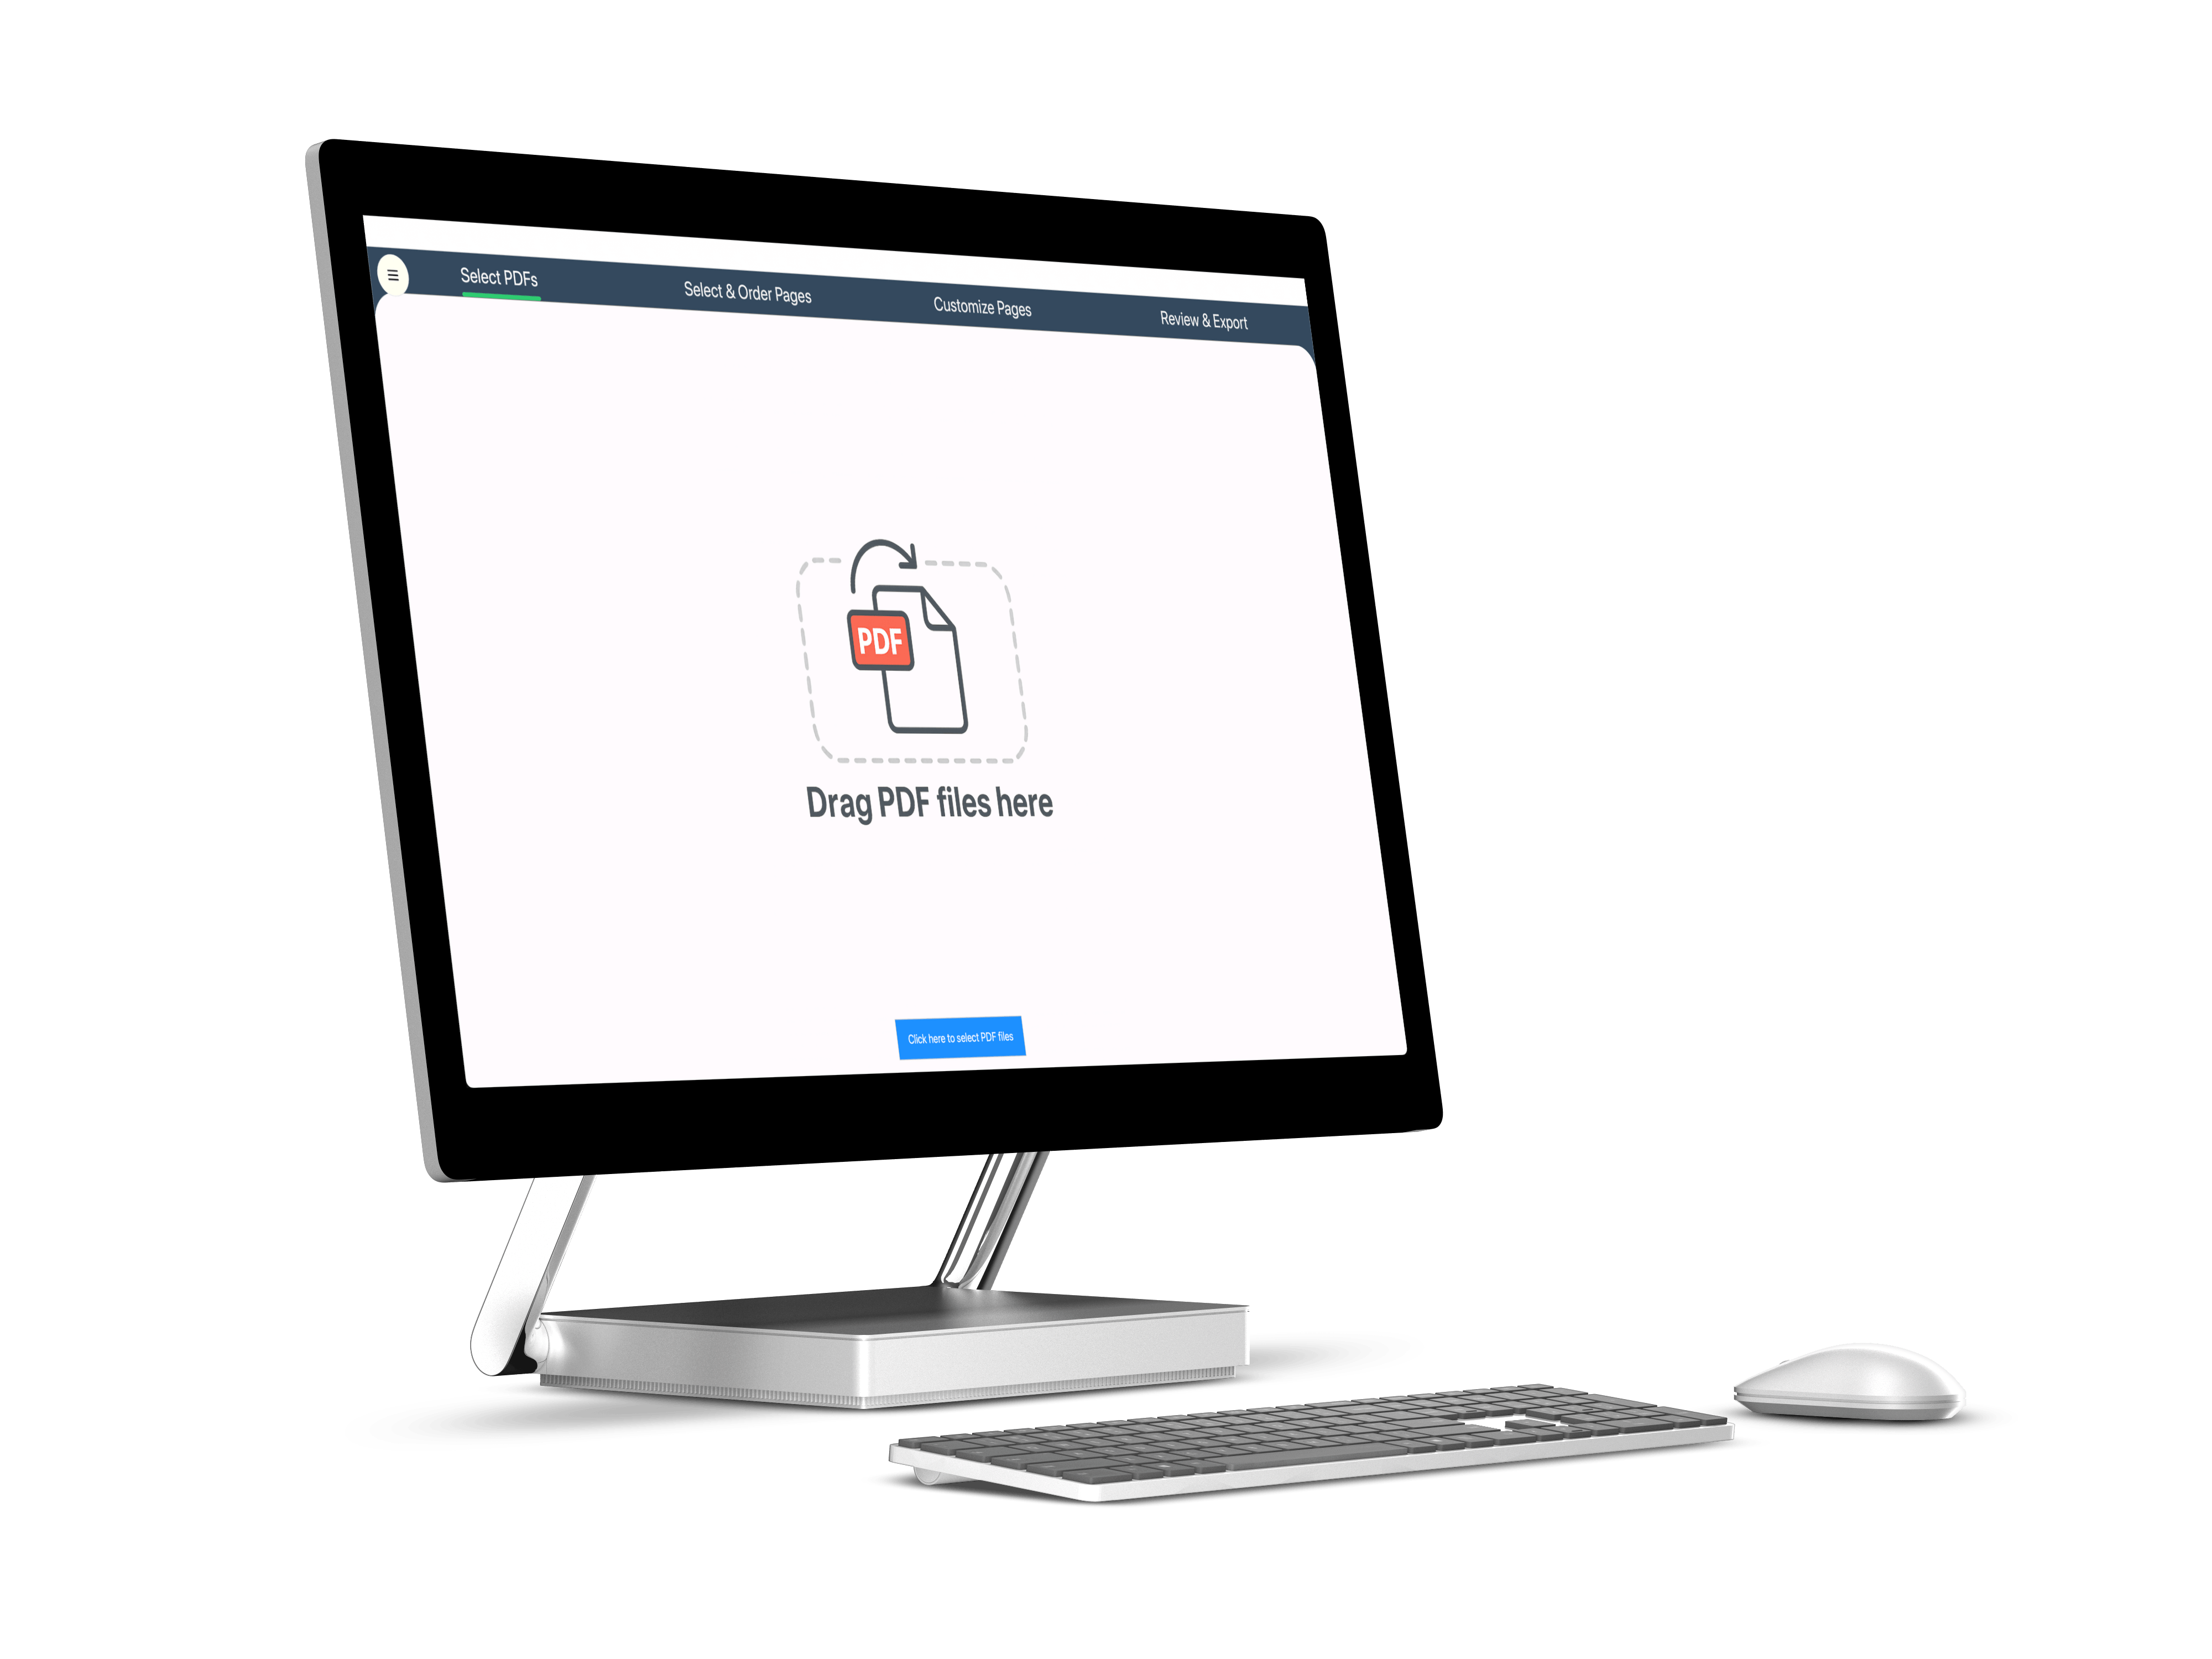 Select PDFs
Select & Order Pages
Customize Pages
Review & Export
PDF
Drag PDF files here
Click here to select PDF files